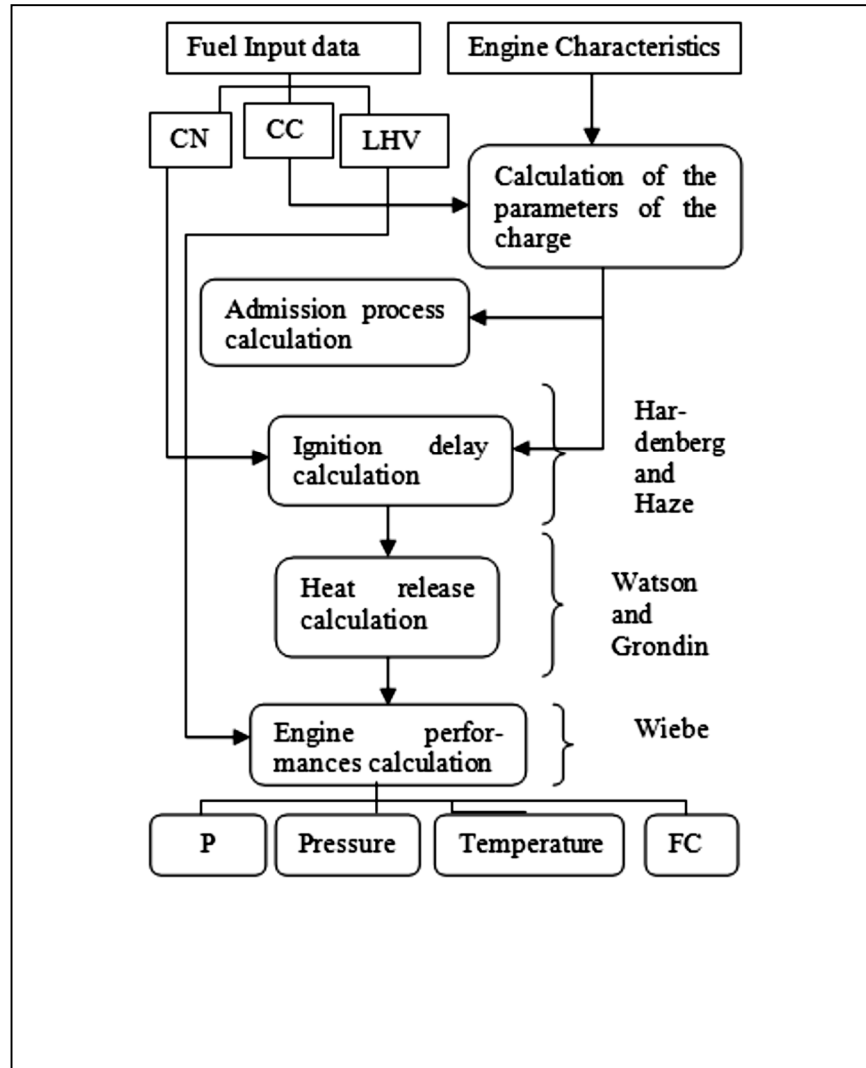 Fuel Input data
Engine Characteristics
CN
CC
LHV
Calculation of the
parameters of the
charge
Admission process
calculation
Ignition delay
calculation
Har-
denberg
and
Haze
Heat release
calculation
Watson
and
Grondin
Engine perfor-
mances calculation
Wiebe
P
Pressure
Temperature
FC